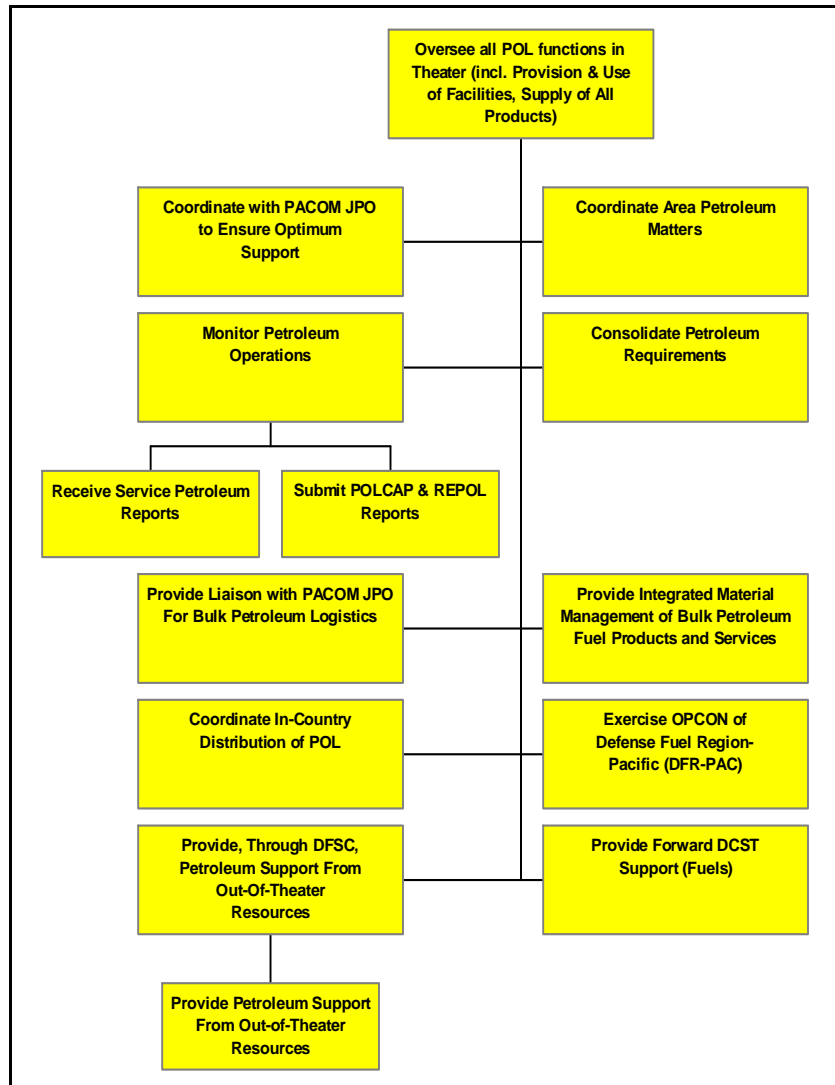 Oversee all POL functions in
Theater (incl. Provision & Use
of Facilities, Supply of All
Products)
Coordinate with PACOM JPO
to Ensure Optimum
Support
Coordinate Area Petroleum
Matters
Monitor Petroleum
Operations
Consolidate Petroleum
Requirements
Receive Service Petroleum
Reports
Submit POLCAP & REPOL
Reports
Provide Liaison with PACOM JPO
For Bulk Petroleum Logistics
Provide Integrated Material
Management of Bulk Petroleum
Fuel Products and Services
Coordinate In-Country
Distribution of POL
Exercise OPCON of
Defense Fuel Region-
Pacific (DFR-PAC)
Provide, Through DFSC,
Petroleum Support From
Out-Of-Theater
Resources
Provide Forward DCST
Support (Fuels)
Provide Petroleum Support
From Out-of-Theater
Resources